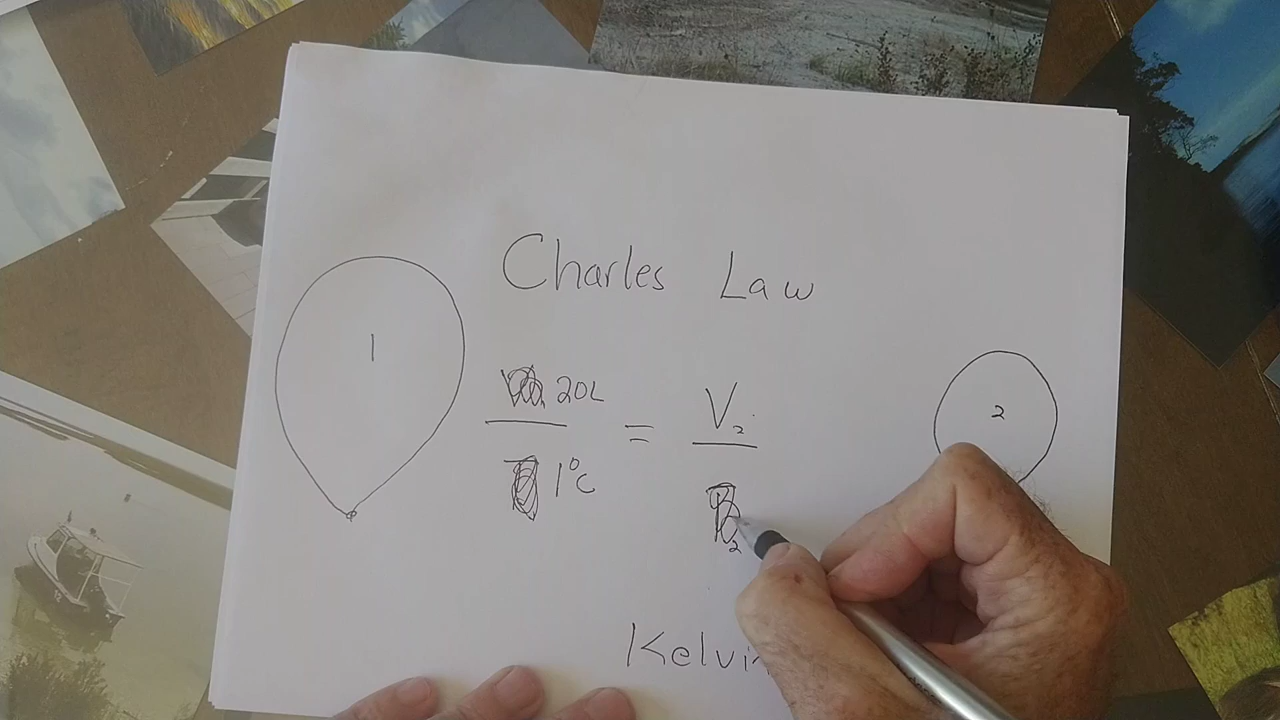 Charles Law
1
20L
= V₂
1°C
2
Kelvin